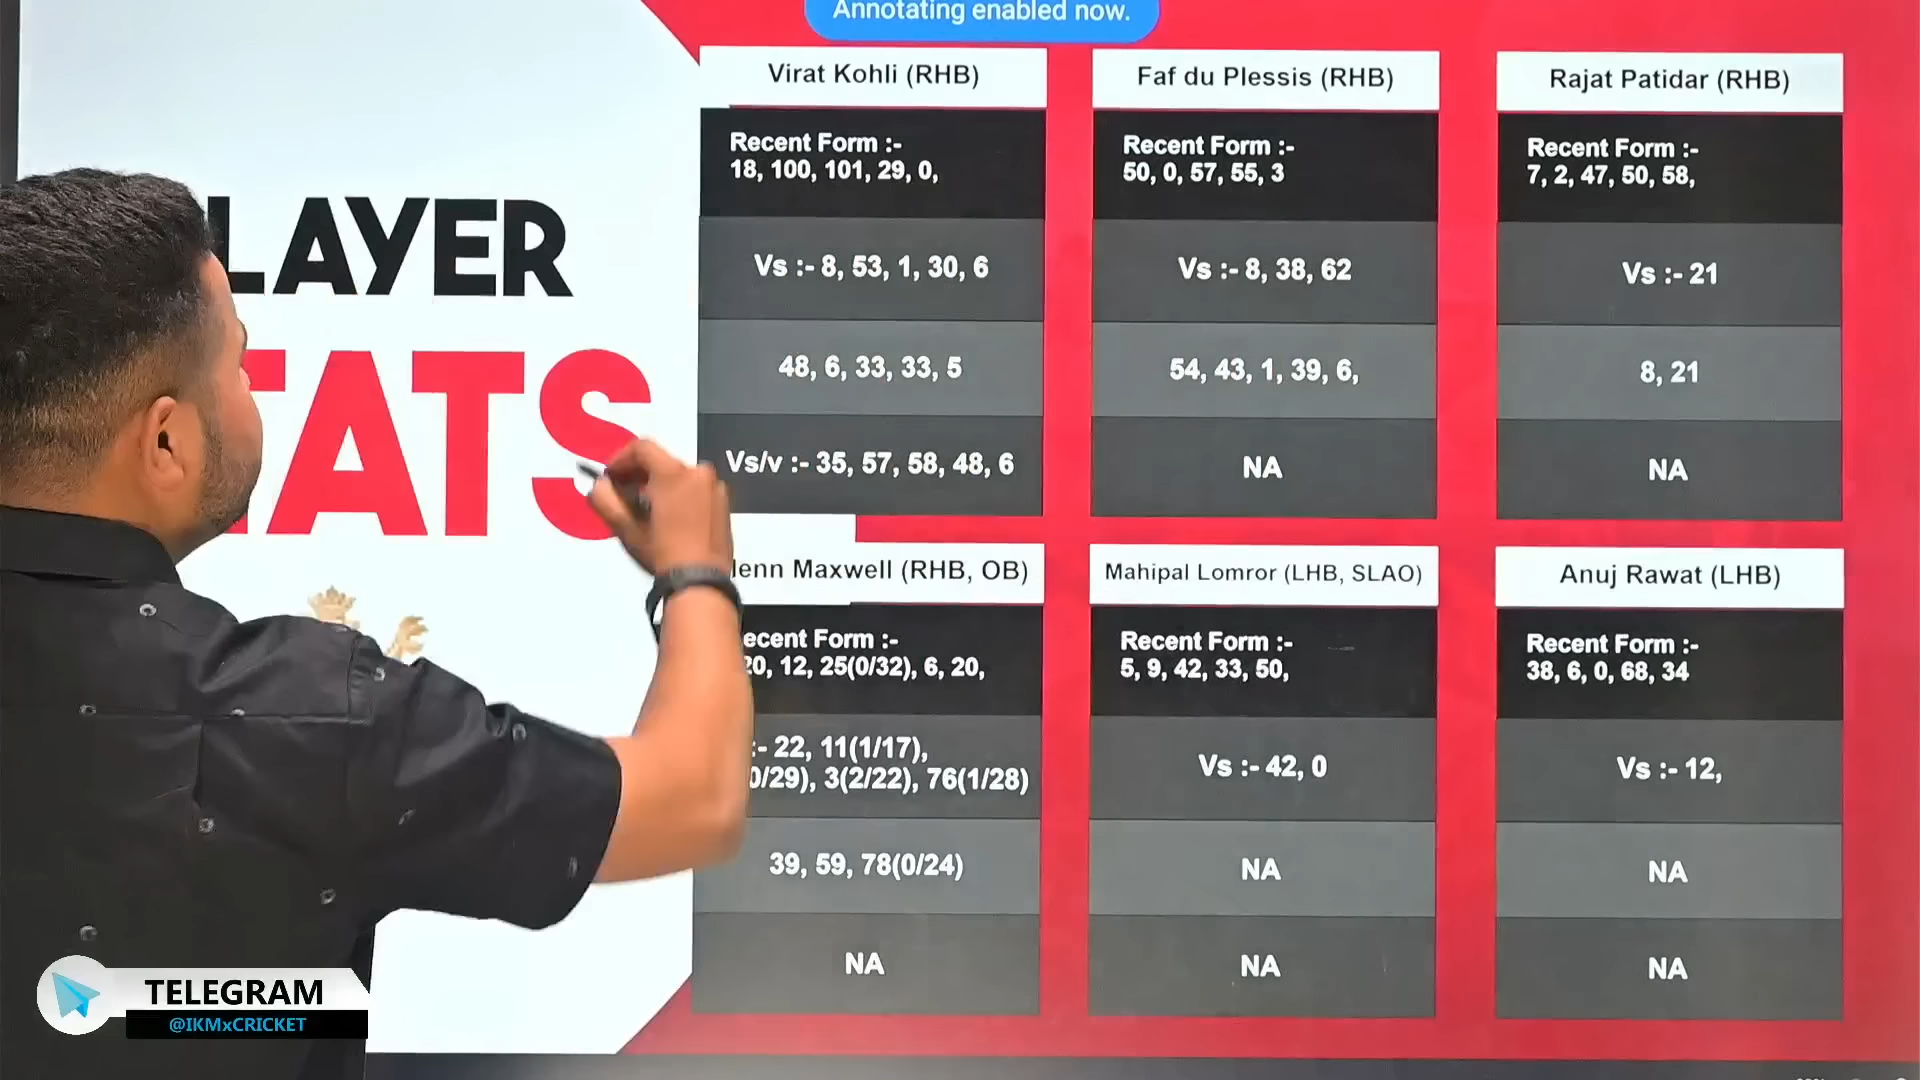 Annotating enabled now.
LAYER
TATS
Virat Kohli (RHB)
Recent Form :-
18, 100, 101, 29, 0,
Vs :- 8, 53, 1, 30, 6
48, 6, 33, 33, 5
Vs/v :- 35, 57, 58, 48, 6
Faf du Plessis (RHB)
Recent Form :-
50, 0, 57, 55, 3
Vs :- 8, 38, 62
54, 43, 1, 39, 6,
NA
Rajat Patidar (RHB)
Recent Form :-
7, 2, 47, 50, 58,
Vs :- 21
8, 21
NA
lenn Maxwell (RHB, OB)
ecent Form :-
20, 12, 25(0/32), 6, 20,
:- 22, 11(1/17),
0/29), 3(2/22), 76(1/28)
39, 59, 78(0/24)
NA
Mahipal Lomror (LHB, SLAO)
Recent Form :-
5, 9, 42, 33, 50,
Vs :- 42, 0
NA
NA
Anuj Rawat (LHB)
Recent Form :-
38, 6, 0, 68, 34
Vs :- 12,
NA
NA
TELEGRAM
@IKMxCRICKET